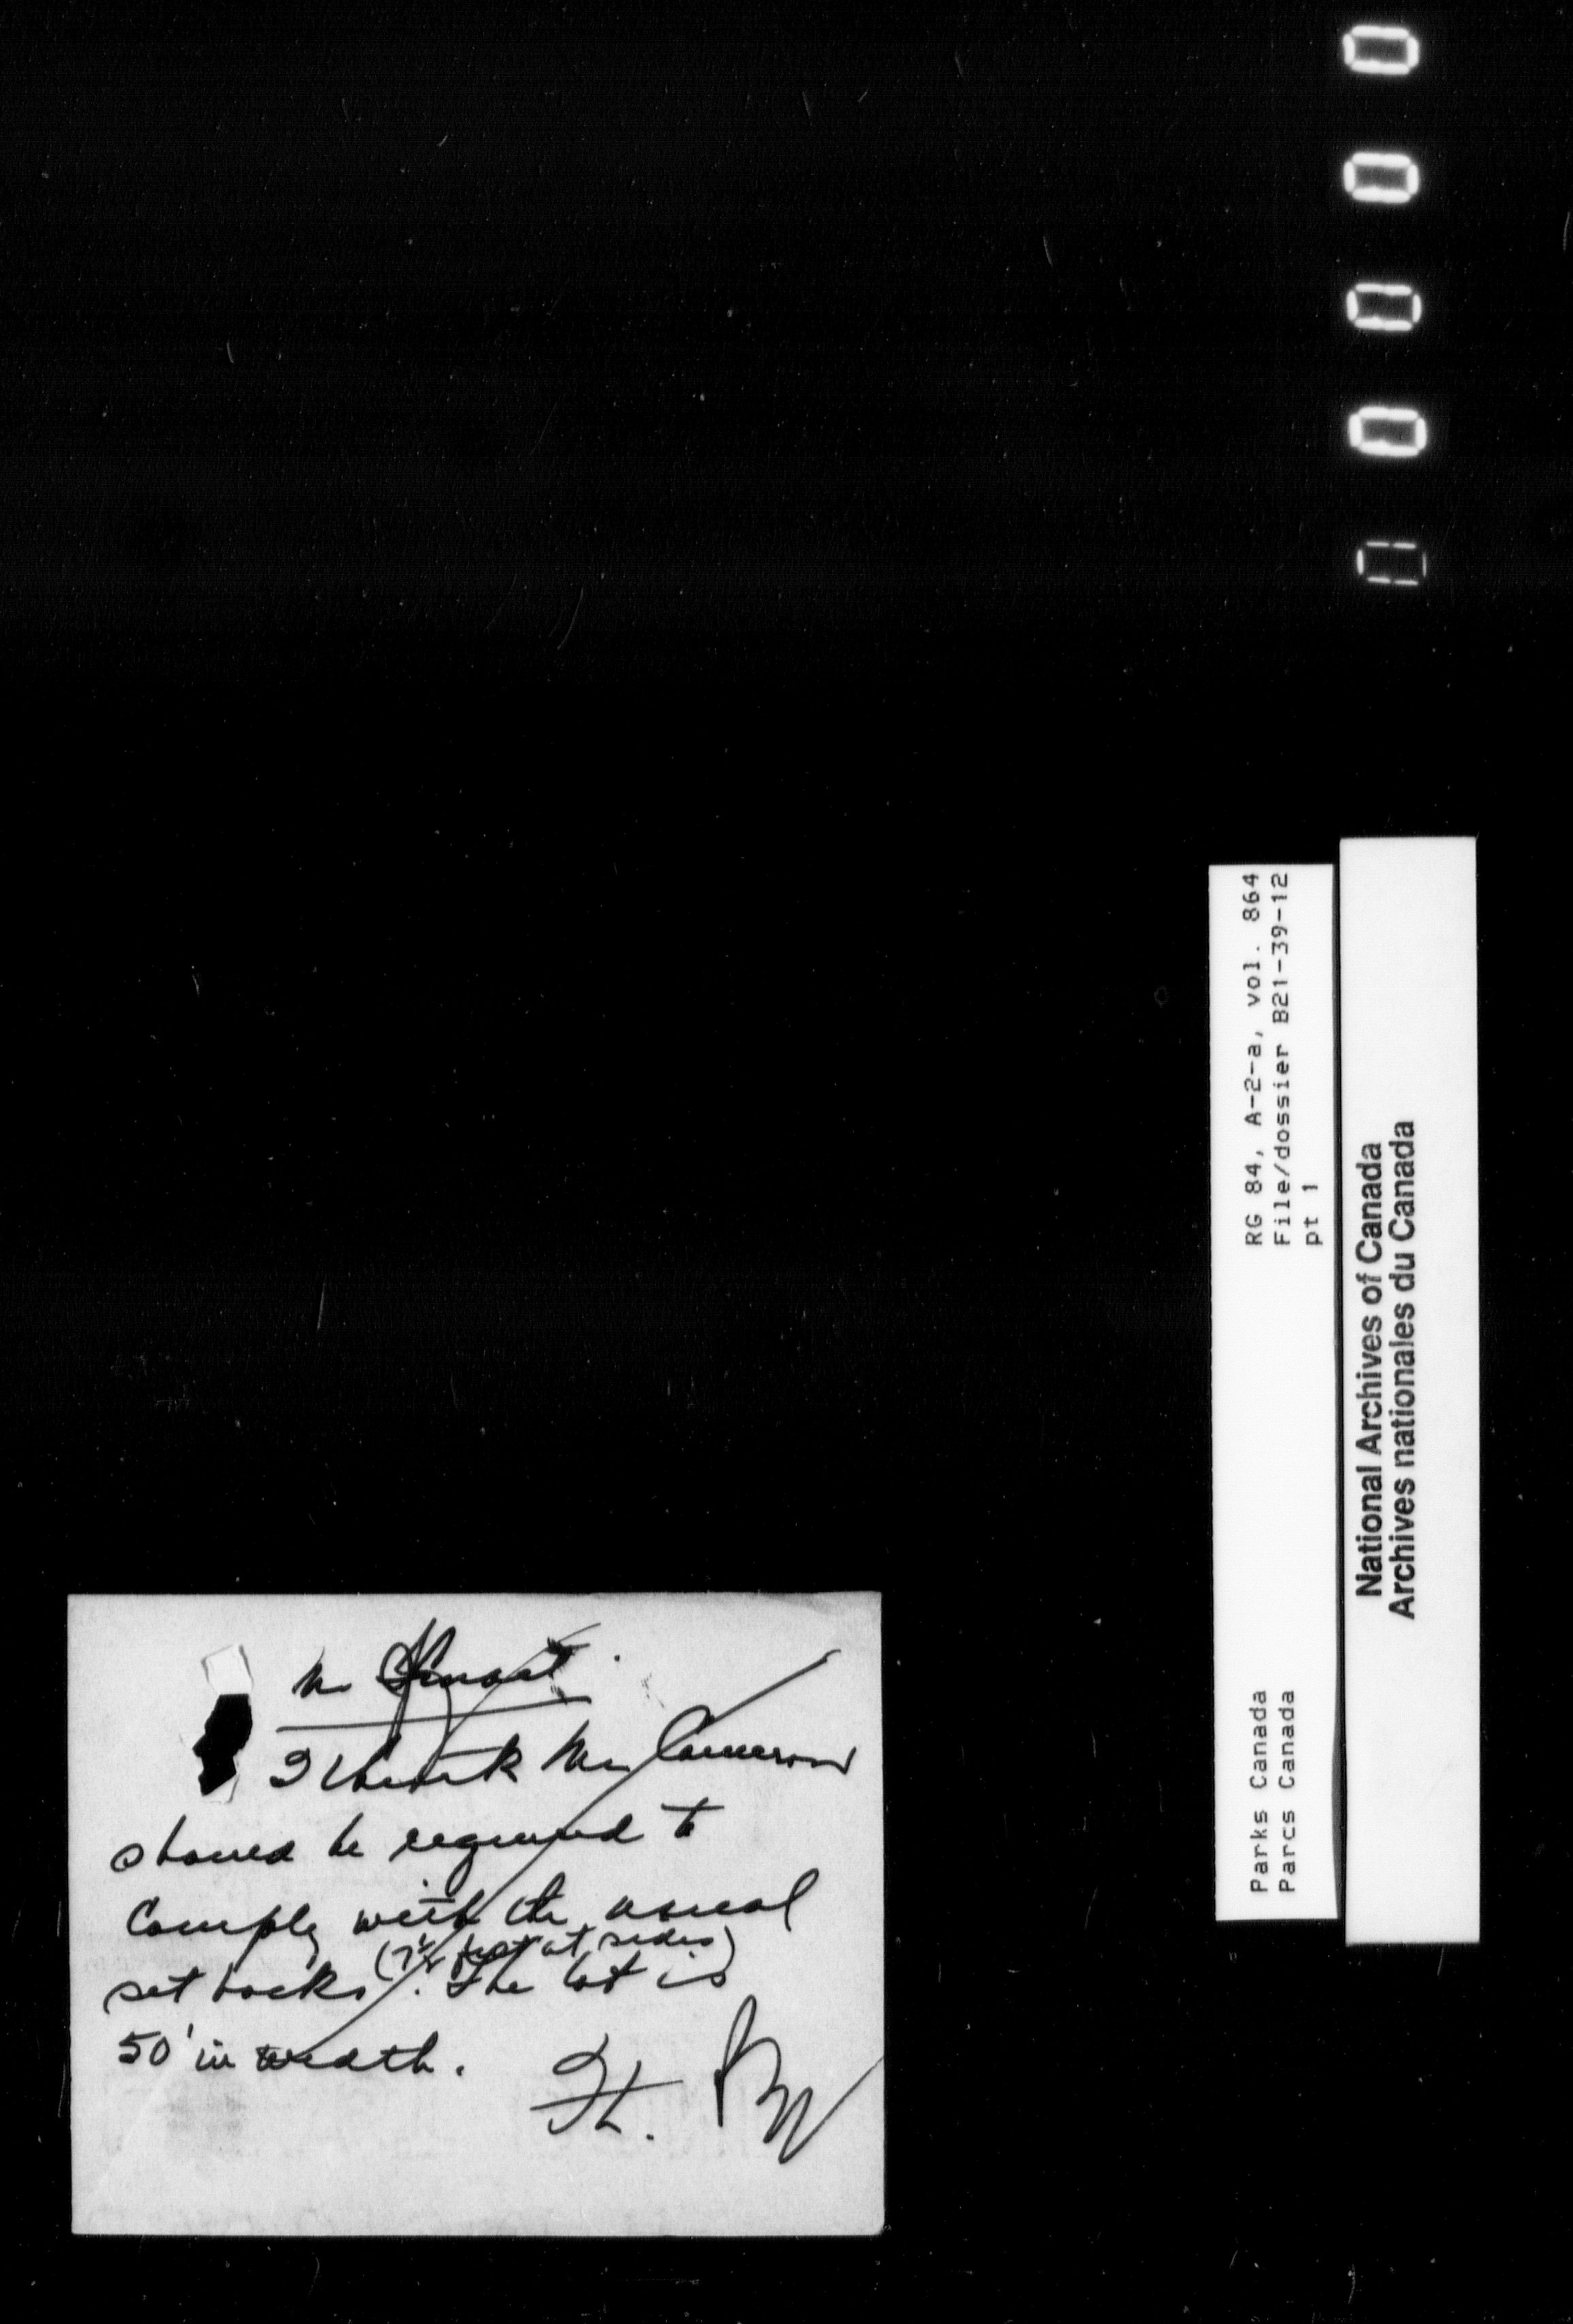 00000
RG 84, A-2-a, vol. 864
File/dossier B21-39-12
pt 1
Parks Canada
Parcs Canada
National Archives of Canada
Archives nationales du Canada
I think Mr Cameron
should be required to
comply with the usual
(7½ feet at sides)
set backs. The lot is
50' in width.